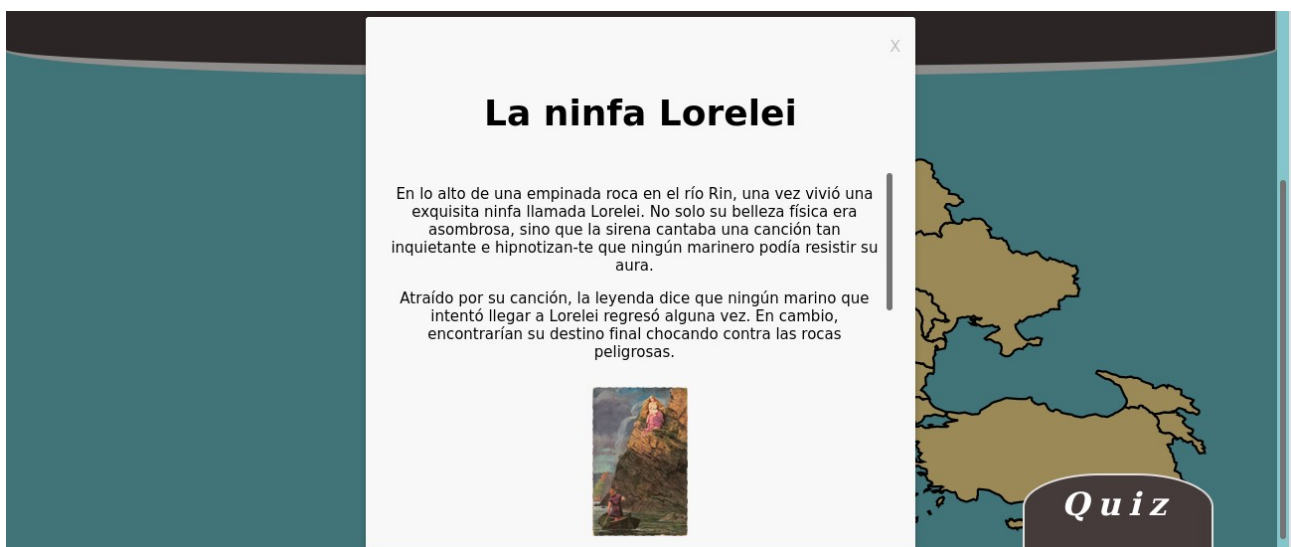 X
La ninfa Lorelei
En lo alto de una empinada roca en el río Rin, una vez vivió una
exquisita ninfa llamada Lorelei. No solo su belleza física era
asombrosa, sino que la sirena cantaba una canción tan
inquietante e hipnotizan-te que ningún marinero podía resistir su
aura.
Atraído por su canción, la leyenda dice que ningún marino que
intentó llegar a Lorelei regresó alguna vez. En cambio,
encontrarían su destino final chocando contra las rocas
peligrosas.
Quiz